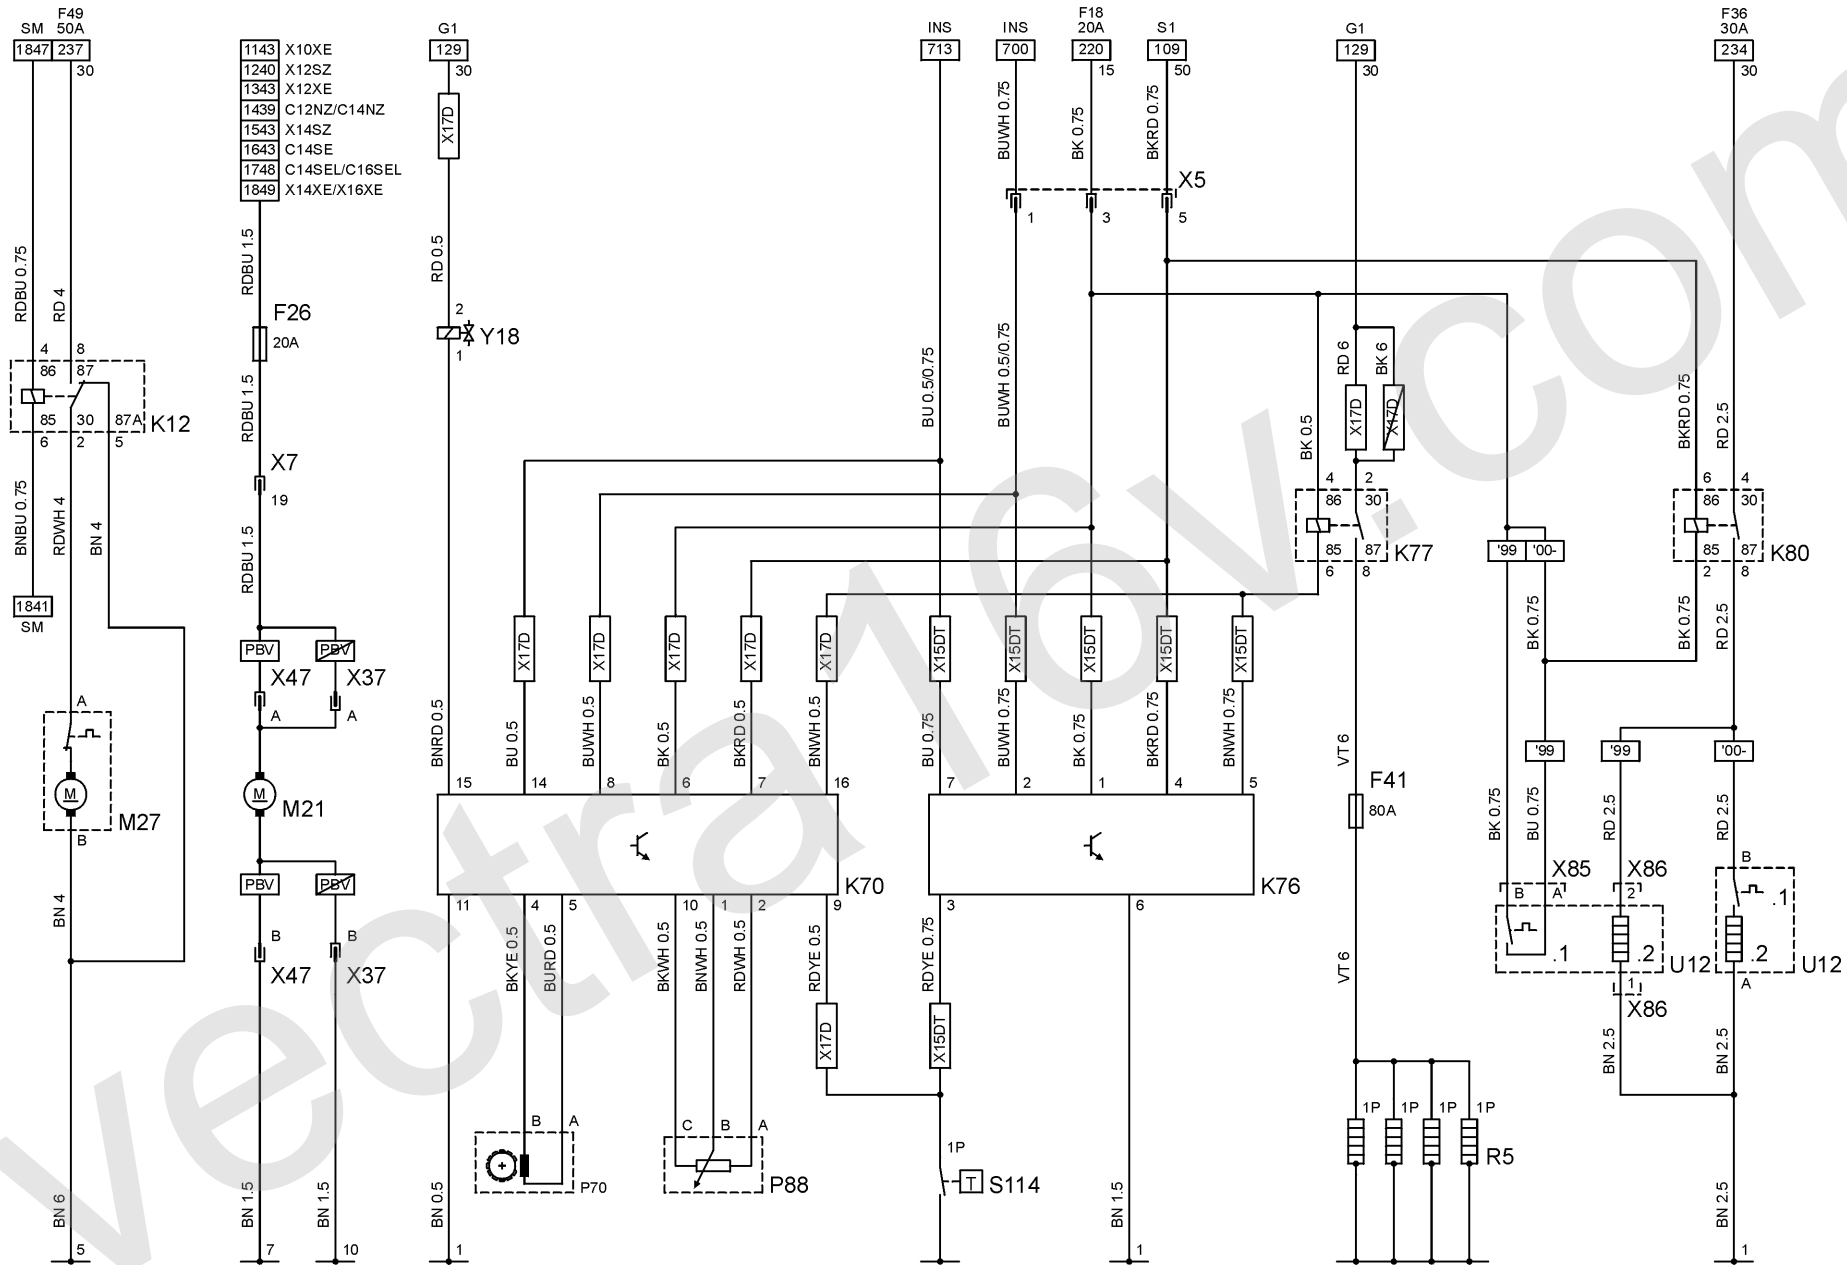 F49
F18
F36
SM 50A G1 INS INS 20A S1 G1 30A
1847 237 1143 X10XE 129 713 700 220 109 129 234
30 1240 X12SZ 30 15 50 30 30
1343 X12XE
1439 C12NZ/C14NZ
1543 X14SZ
1643 C14SE
1748 C14SEL/C16SEL
1849 X14XE/X16XE
X17D
BUWH 0.75
BK 0.75
BKRD 0.75
X5
1 3 5
RDBU 0.75
RD 4
RDBU 1.5
RD 0.5
F26
20A
2
Y18
1
BU 0.5/0.75
BUWH 0.5/0.75
RD 6
BK 6
X17D
X17D
BK 0.5
BKRD 0.75
RD 2.5
4 8
86 87
85 30 87A
K12
6 2 5
RDBU 1.5
X7
19
4 2
86 30
85 87
K77
6 8
6 4
86 30
85 87
K80
2 8
'99 '00-
BNBU 0.75
RDWH 4
BN 4
RDBU 1.5
1841
SM
PBV PBV
X47 X37
A A
X17D
X17D
X17D
X17D
X17D
X15DT
X15DT
X15DT
X15DT
X15DT
BK 0.75
BK 0.75
RD 2.5
A
M
M27
B
M
M21
BNRD 0.5
BU 0.5
BUWH 0.5
BK 0.5
BKRD 0.5
BNWH 0.5
BU 0.75
BUWH 0.75
BK 0.75
BKRD 0.75
BNWH 0.75
VT 6
'99 '99 '00-
15 14 8 6 7 16 7 2 1 4 5
F41
80A
BK 0.75
BU 0.75
RD 2.5
RD 2.5
K70
K76
PBV PBV
11 4 5 10 1 2 9 3 6
X85 X86 B
B A 2
.1 .2 U12
.1
.2 U12
1 A
X86
BN 4
B B
X47 X37
BKYE 0.5
BURD 0.5
BKWH 0.5
BNWH 0.5
RDWH 0.5
RDYE 0.5
RDYE 0.75
VT 6
X17D
X15DT
BN 2.5
BN 2.5
B A
P70
C B A
P88
1P
T S114
1P 1P 1P 1P
R5
BN 6
BN 1.5
BN 1.5
BN 0.5
BN 1.5
BN 2.5
5 7 10 1 1 1
vectra16v.com